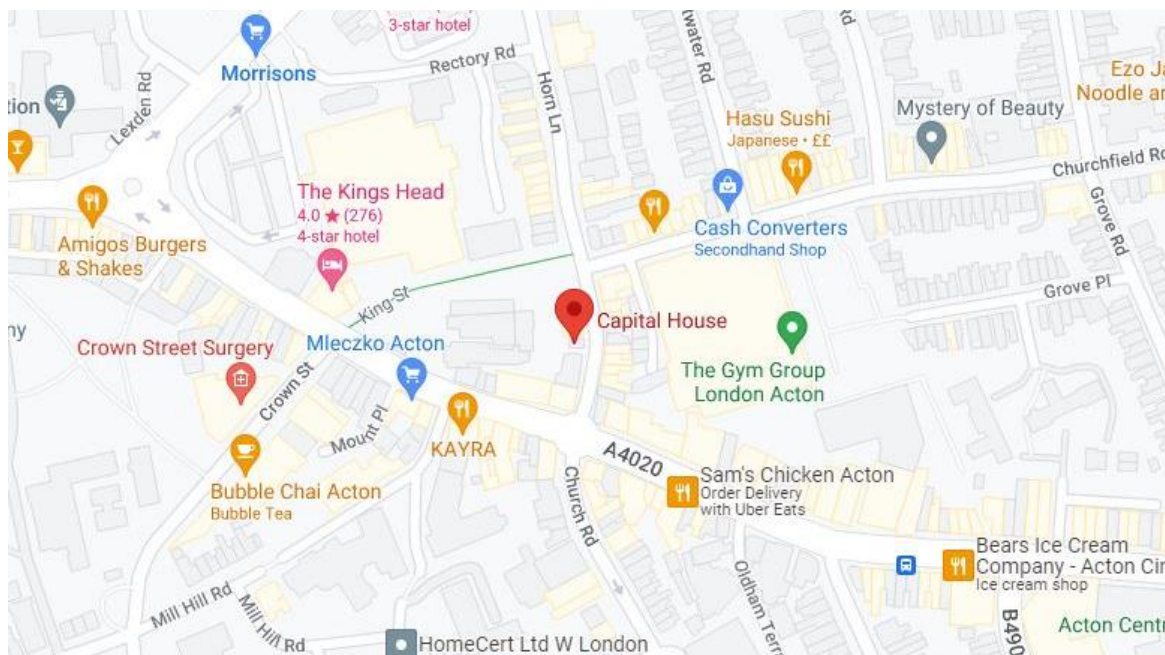 3-star hotel
Morrisons
Rectory Rd
Horn Ln
Lexden Rd
Hasu Sushi
Japanese • ££
Mystery of Beauty
Noodle
Churchfield
The Kings Head
4.0 ★ (276)
4-star hotel
Cash Converters
Secondhand Shop
Grove Rd
Amigos Burgers
& Shakes
King St
Grove Pl
Capital House
Crown Street Surgery
Mleczko Acton
The Gym Group
London Acton
Crown St
Mount Pl
KAYRA
A4020
Sam's Chicken Acton
Order Delivery
with Uber Eats
Bubble Chai Acton
Bubble Tea
Church Rd
Bears Ice Cream
Company - Acton
Ice cream shop
Oldham
Mill Hill Rd
Mill Hill Rd
Acton
HomeCert Ltd W London